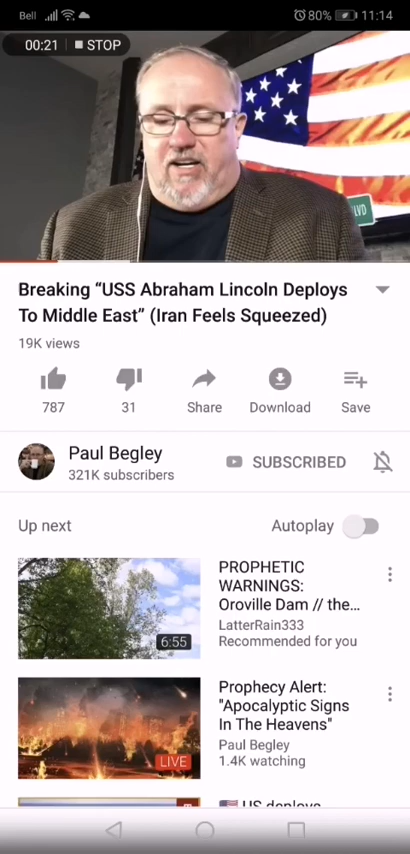 Bell 80% 11:14
00:21 STOP
LVD
Breaking “USS Abraham Lincoln Deploys
To Middle East” (Iran Feels Squeezed)
19K views
787 31 Share Download Save
Paul Begley
321K subscribers
SUBSCRIBED
Up next Autoplay
PROPHETIC
WARNINGS:
Oroville Dam // the...
LatterRain333
Recommended for you
6:55
Prophecy Alert:
"Apocalyptic Signs
In The Heavens"
Paul Begley
1.4K watching
LIVE
US deploys